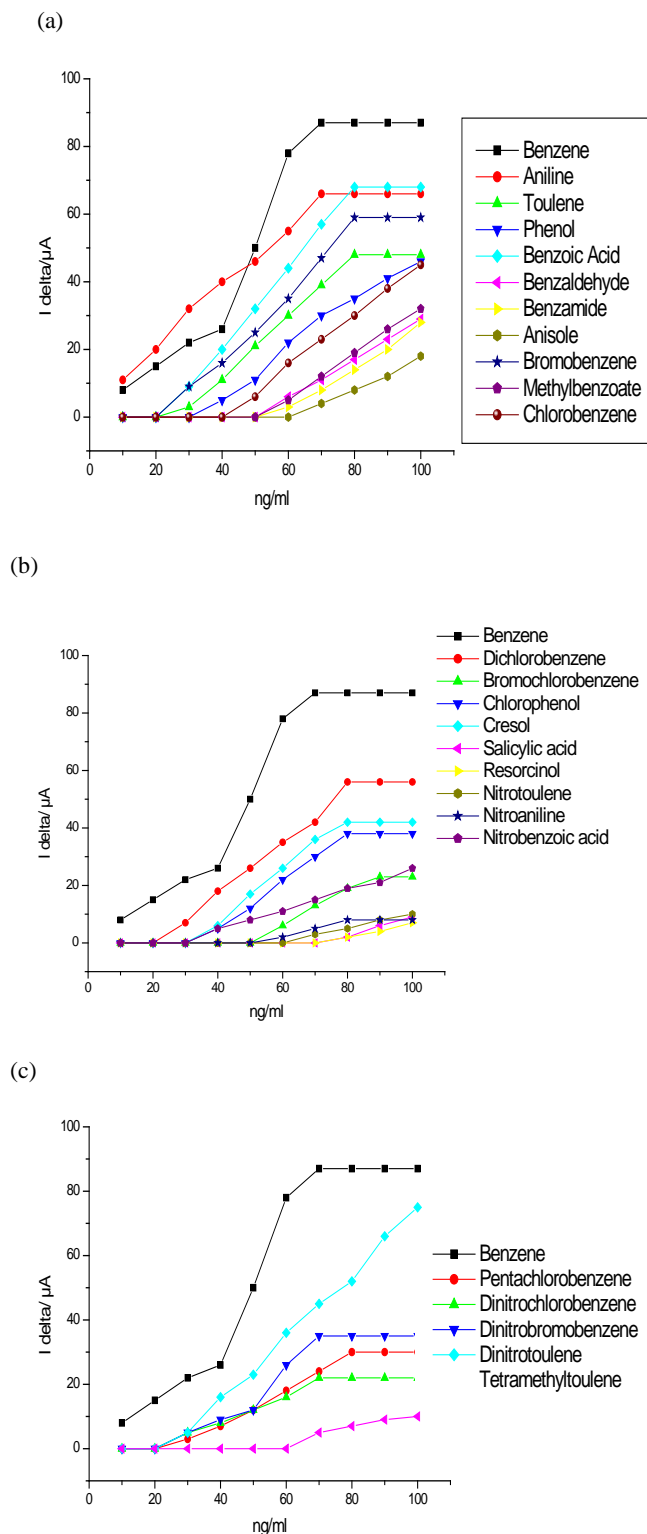 (a)
100
80
60
40
20
0
0
20
40
60
80
100
I delta/µA
ng/ml
Benzene
Aniline
Toulene
Phenol
Benzoic Acid
Benzaldehyde
Benzamide
Anisole
Bromobenzene
Methylbenzoate
Chlorobenzene
(b)
100
80
60
40
20
0
0
20
40
60
80
100
I delta/ µA
ng/ml
Benzene
Dichlorobenzene
Bromochlorobenzene
Chlorophenol
Cresol
Salicylic acid
Resorcinol
Nitrotoulene
Nitroaniline
Nitrobenzoic acid
(c)
100
80
60
40
20
0
0
20
40
60
80
100
I delta/ µA
ng/ml
Benzene
Pentachlorobenzene
Dinitrochlorobenzene
Dinitrobromobenzene
Dinitrotoulene
Tetramethyltoulene